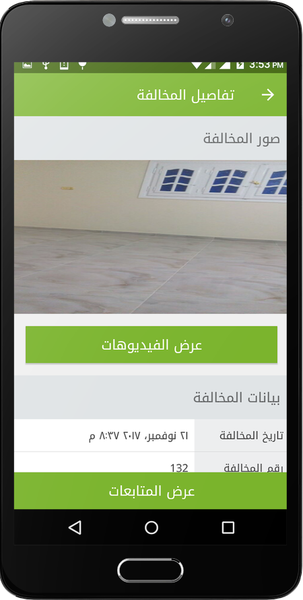 3:53 PM
تفاصيل المخالفة
صور المخالفة
عرض الفيديوهات
بيانات المخالفة
تاريخ المخالفة ٢١ نوفمبر، ٢٠١٧ ٨:٣٧ م
رقم المخالفة 132
عرض المتابعات